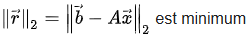 ‖r⃗‖₂ = ‖b⃗ − Ax⃗‖₂ est minimum